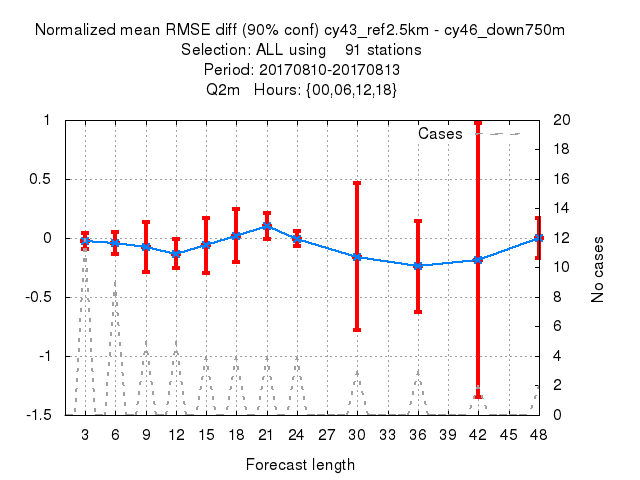 Normalized mean RMSE diff (90% conf) cy43_ref2.5km - cy46_down750m
Selection: ALL using    91 stations
Period: 20170810-20170813
Q2m   Hours: {00,06,12,18}
Cases
1
0.5
0
-0.5
-1
-1.5
20
18
16
14
12
10
8
6
4
2
0
No cases
3 6 9 12 15 18 21 24 27 30 33 36 39 42 45 48
Forecast length